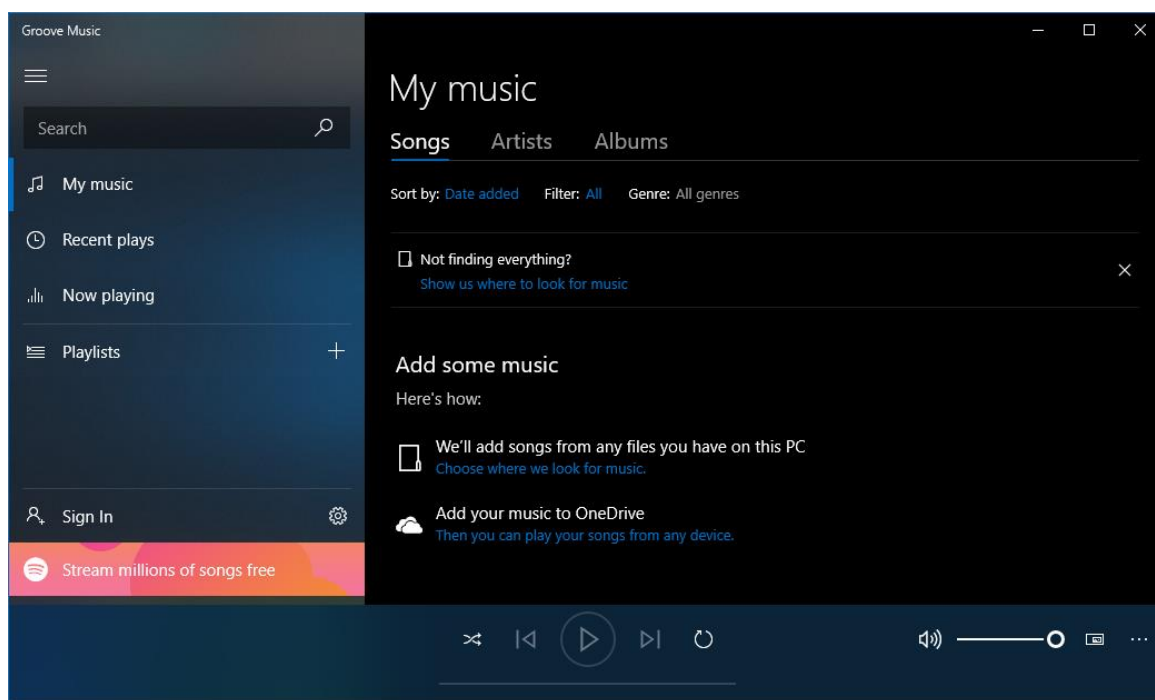 Groove Music
Search
My music
Recent plays
Now playing
Playlists
Sign In
Stream millions of songs free
My music
Songs Artists Albums
Sort by: Date added Filter: All Genre: All genres
Not finding everything?
Show us where to look for music
Add some music
Here's how:
We'll add songs from any files you have on this PC
Choose where we look for music.
Add your music to OneDrive
Then you can play your songs from any device.